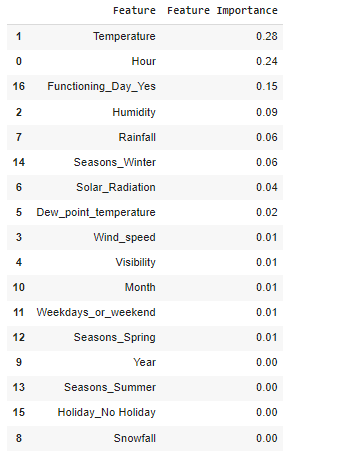 Feature Feature Importance
1 Temperature 0.28
0 Hour 0.24
16 Functioning_Day_Yes 0.15
2 Humidity 0.09
7 Rainfall 0.06
14 Seasons_Winter 0.06
6 Solar_Radiation 0.04
5 Dew_point_temperature 0.02
3 Wind_speed 0.01
4 Visibility 0.01
10 Month 0.01
11 Weekdays_or_weekend 0.01
12 Seasons_Spring 0.01
9 Year 0.00
13 Seasons_Summer 0.00
15 Holiday_No Holiday 0.00
8 Snowfall 0.00